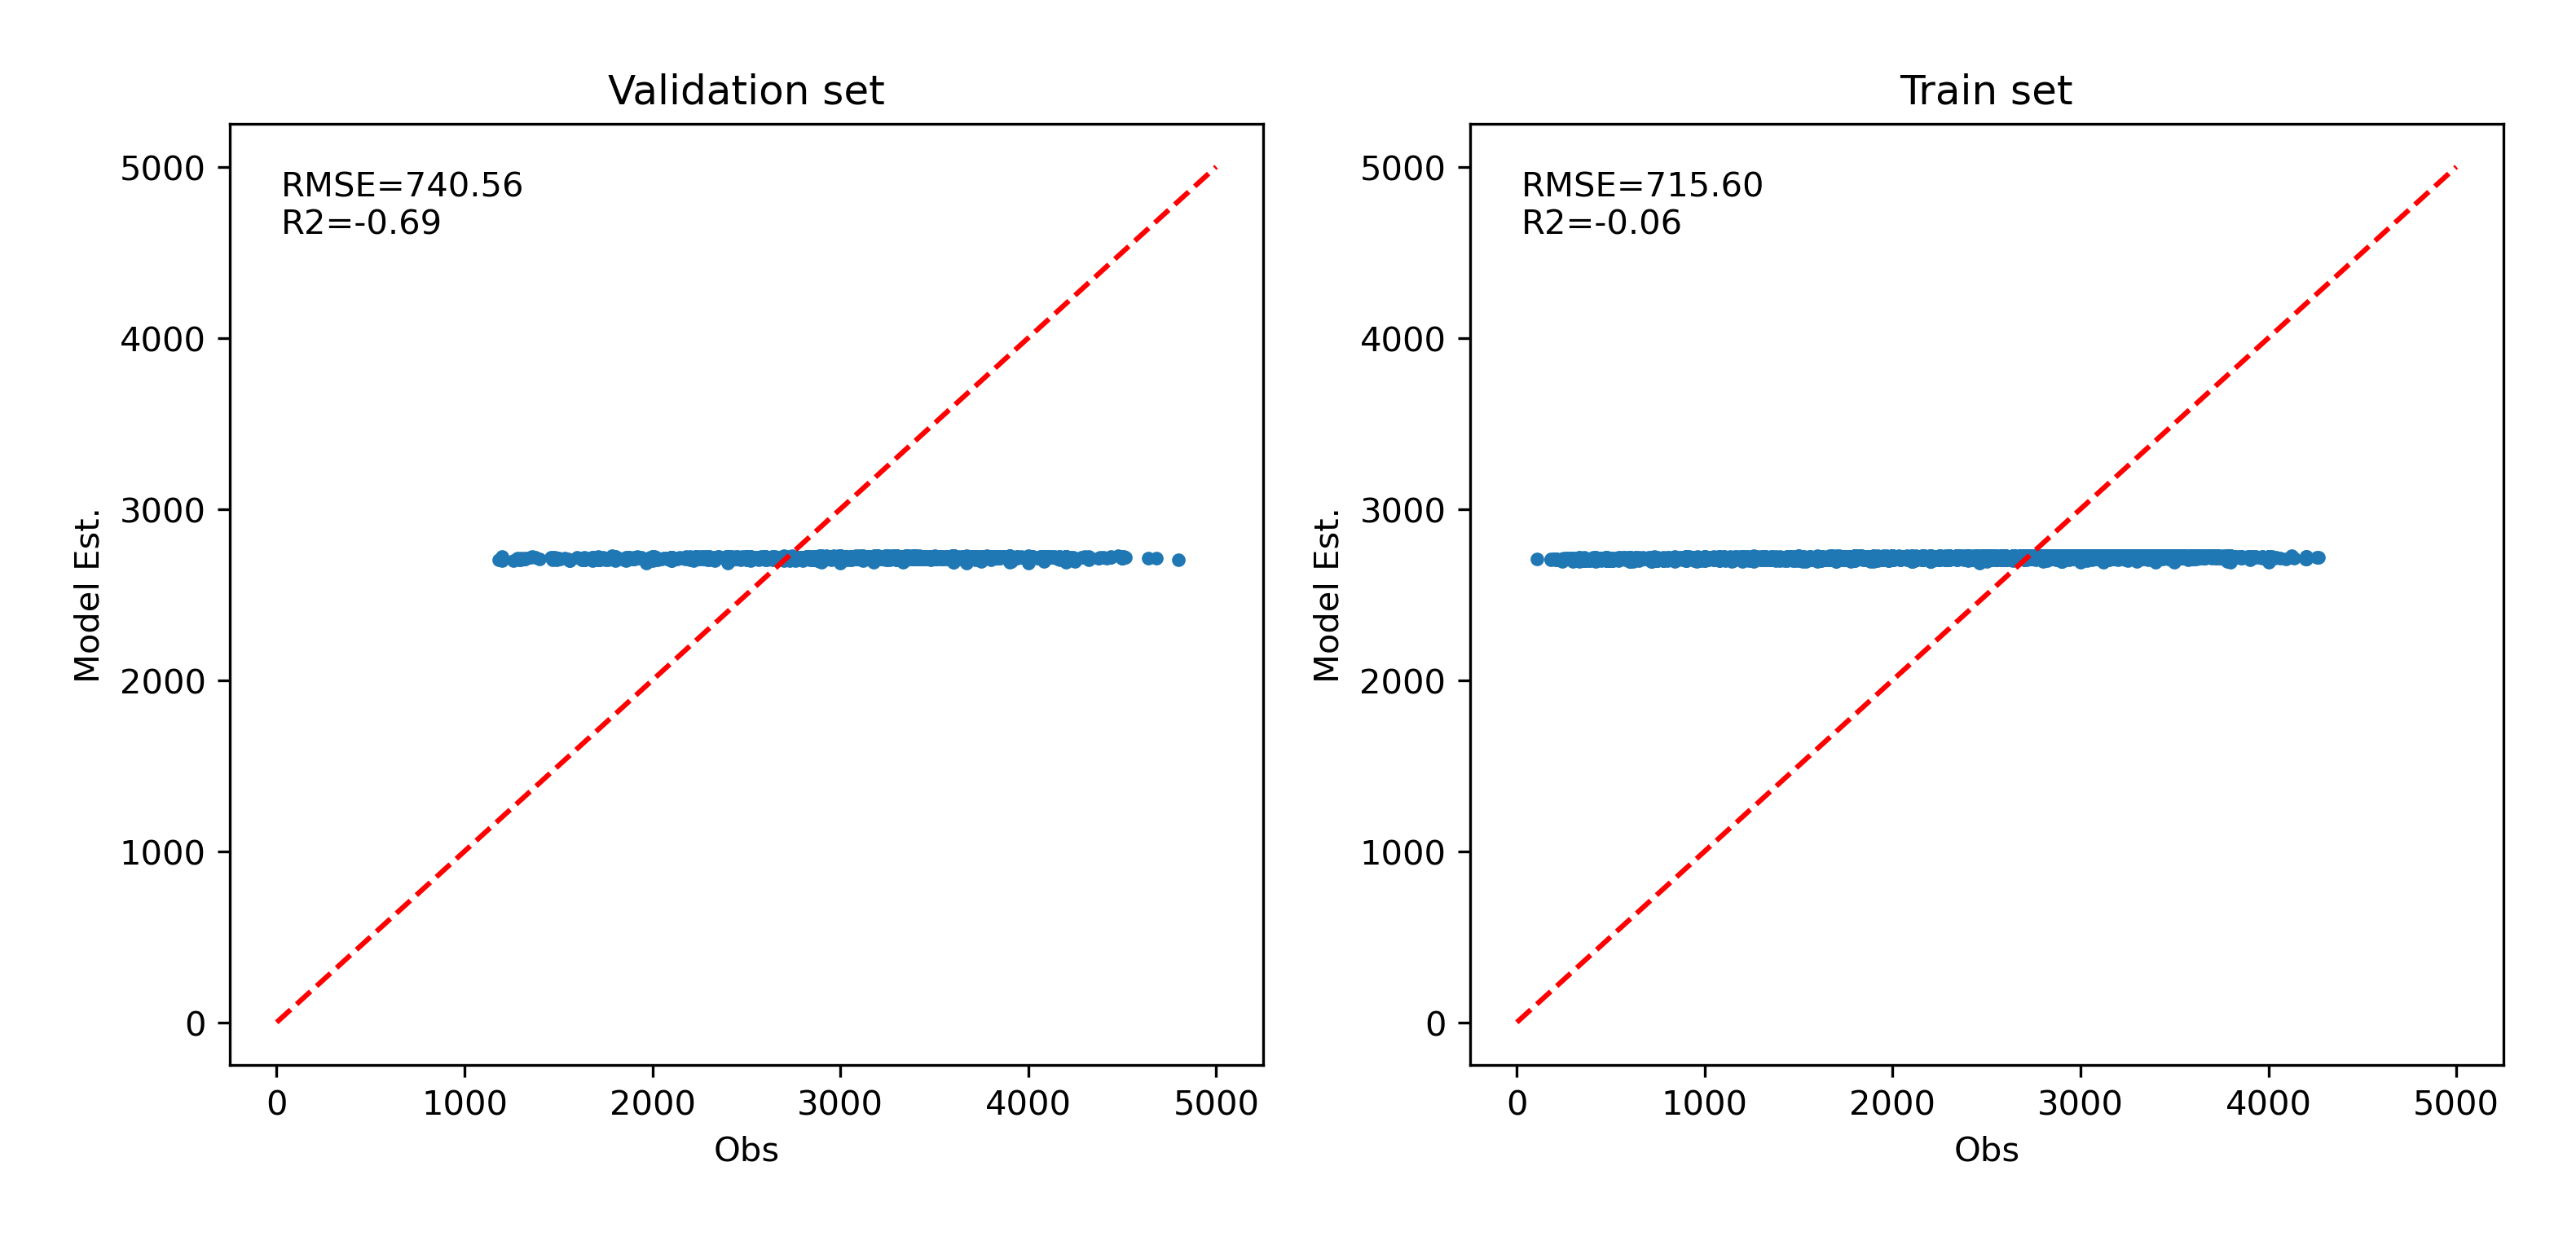 Validation set
RMSE=740.56
R2=-0.69
5000
4000
3000
2000
1000
0
Model Est.
0 1000 2000 3000 4000 5000
Obs
Train set
RMSE=715.60
R2=-0.06
5000
4000
3000
2000
1000
0
Model Est.
0 1000 2000 3000 4000 5000
Obs